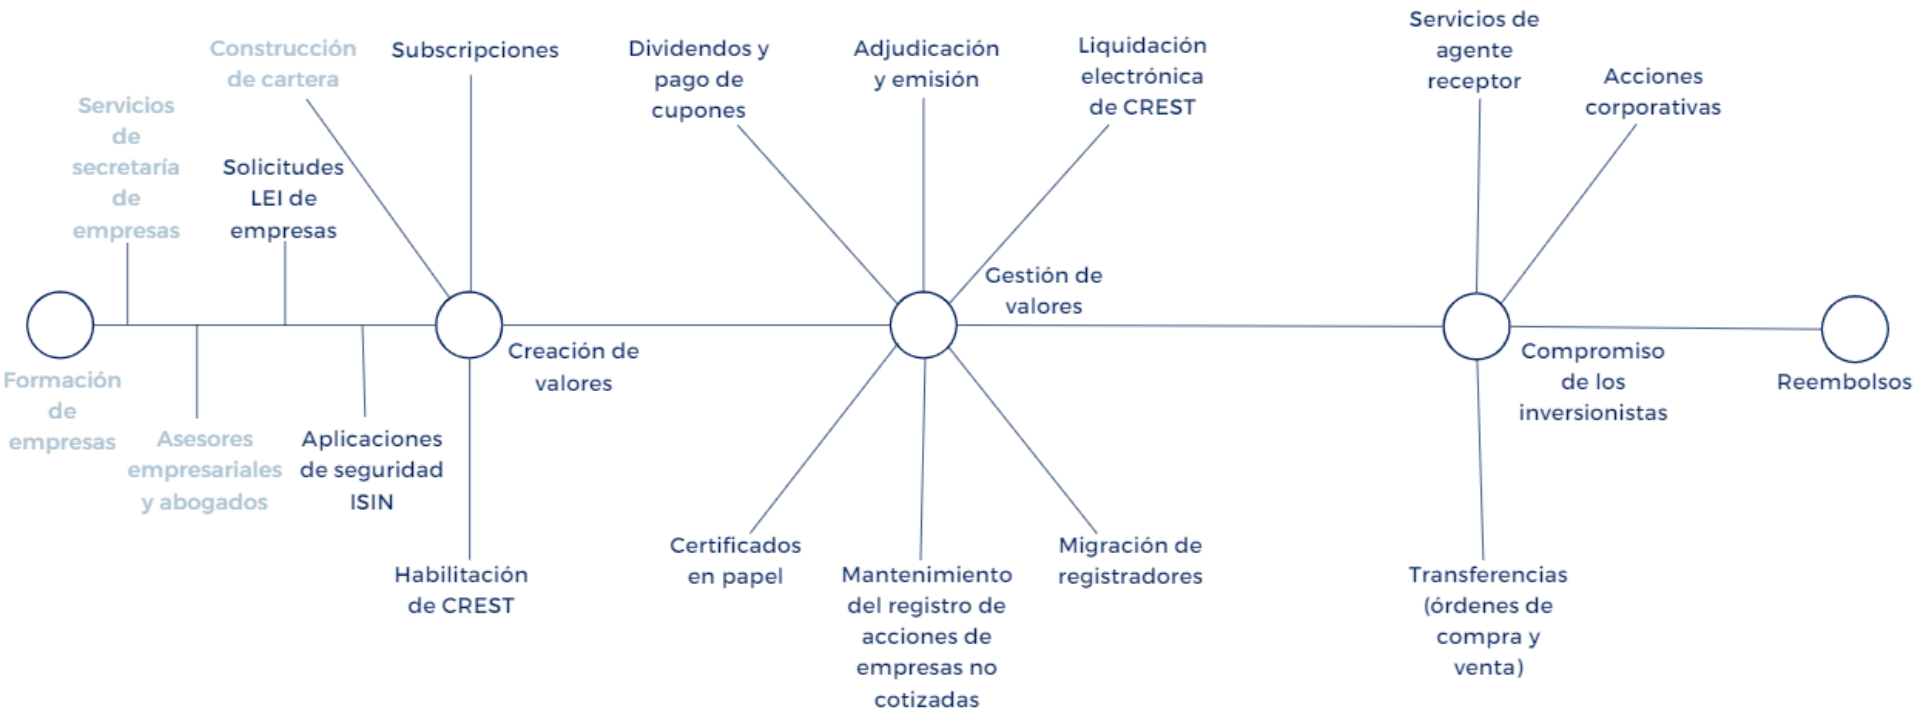 Construcción
de cartera
Subscripciones
Dividendos y
pago de
cupones
Adjudicación
y emisión
Liquidación
electrónica
de CREST
Servicios de
agente
receptor
Acciones
corporativas
Servicios
de
secretaría
de
empresas
Solicitudes
LEI de
empresas
Gestión de
valores
Formación
de
empresas
Creación de
valores
Compromiso
de los
inversionistas
Reembolsos
Asesores
empresariales
y abogados
Aplicaciones
de seguridad
ISIN
Habilitación
de CREST
Certificados
en papel
Mantenimiento
del registro de
acciones de
empresas no
cotizadas
Migración de
registradores
Transferencias
(órdenes de
compra y
venta)